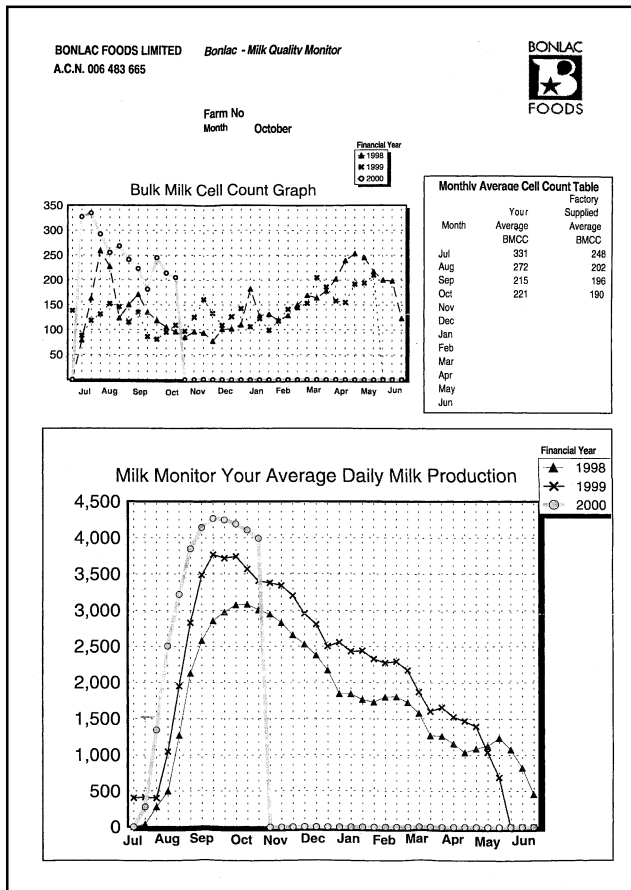 BONLAC FOODS LIMITED Bonlac - Milk Quality Monitor
A.C.N. 006 483 665
BONLAC
B
FOODS
Farm No
Month October
Financial Year
1998
1999
2000
Bulk Milk Cell Count Graph
350
300
250
200
150
100
50
Jul Aug Sep Oct Nov Dec Jan Feb Mar Apr May Jun
Monthly Average Cell Count Table
Factory
Your Supplied
Month Average Average
BMCC BMCC
Jul 331 248
Aug 272 202
Sep 215 196
Oct 221 190
Nov
Dec
Jan
Feb
Mar
Apr
May
Jun
Financial Year
1998
1999
2000
Milk Monitor Your Average Daily Milk Production
4,500
4,000
3,500
3,000
2,500
2,000
1,500
1,000
500
0
Jul Aug Sep Oct Nov Dec Jan Feb Mar Apr May Jun